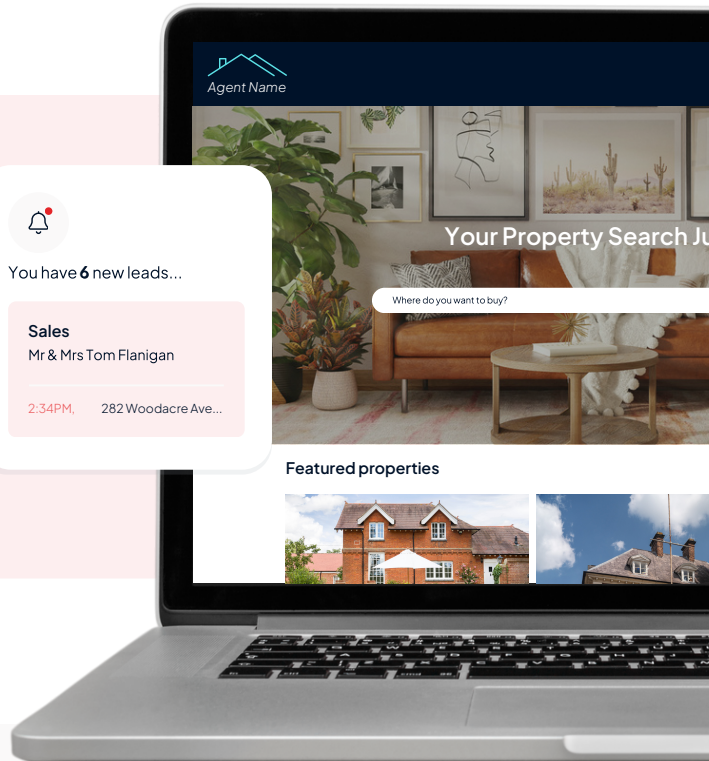 Agent Name
Your Property Search Ju
Where do you want to buy?
You have 6 new leads...
Sales
Mr & Mrs Tom Flanigan
2:34PM, 282 Woodacre Ave...
Featured properties